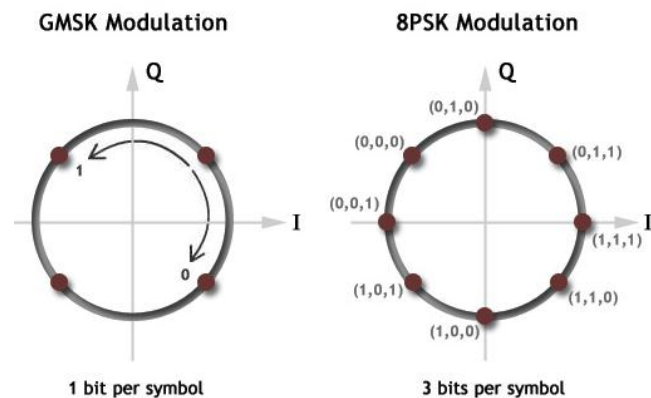 GMSK Modulation
Q
1
0
I
1 bit per symbol
8PSK Modulation
Q
(0,1,0)
(0,0,0)
(0,1,1)
(0,0,1)
I
(1,1,1)
(1,0,1)
(1,1,0)
(1,0,0)
3 bits per symbol